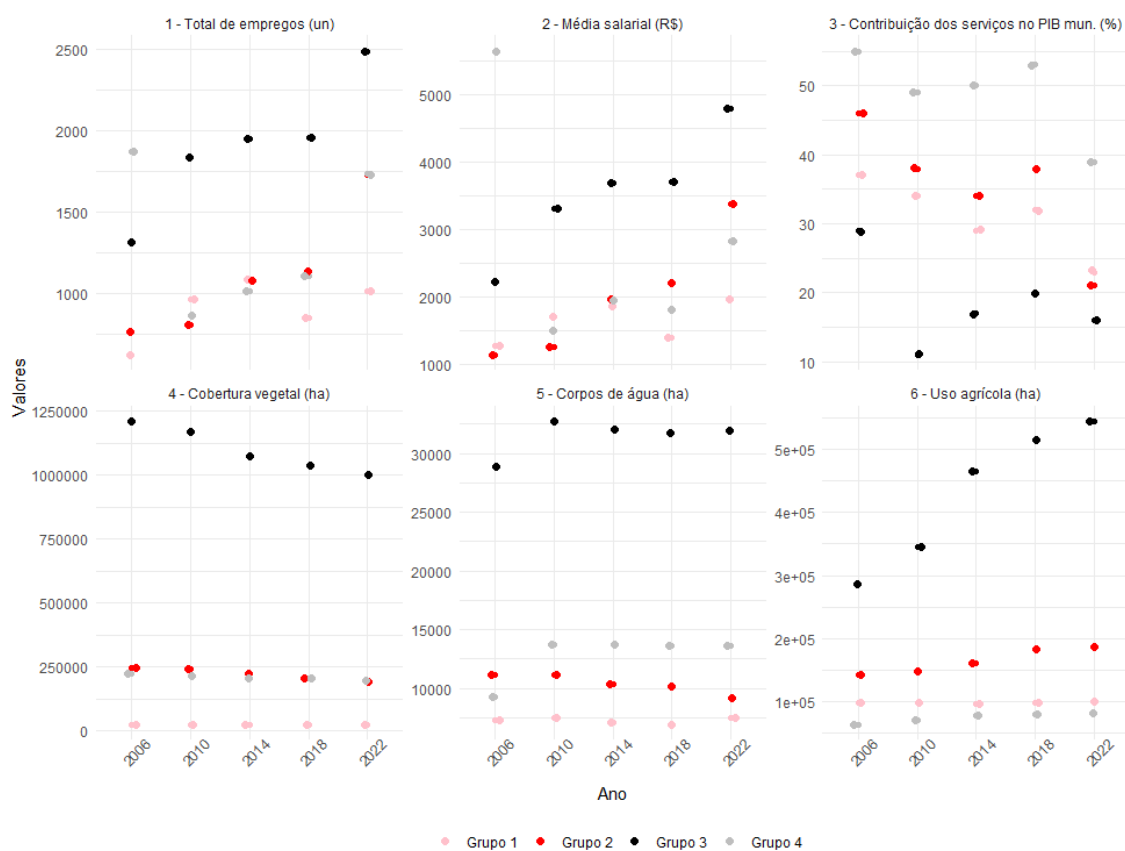 1 - Total de empregos (un)
2 - Média salarial (R$)
3 - Contribuição dos serviços no PIB mun. (%)
2500
2000
1500
1000
5000
4000
3000
2000
1000
50
40
30
20
10
Valores
4 - Cobertura vegetal (ha)
5 - Corpos de água (ha)
6 - Uso agrícola (ha)
1250000
1000000
750000
500000
250000
0
30000
25000
20000
15000
10000
5e+05
4e+05
3e+05
2e+05
1e+05
2006
2010
2014
2018
2022
2006
2010
2014
2018
2022
2006
2010
2014
2018
2022
Ano
Grupo 1
Grupo 2
Grupo 3
Grupo 4